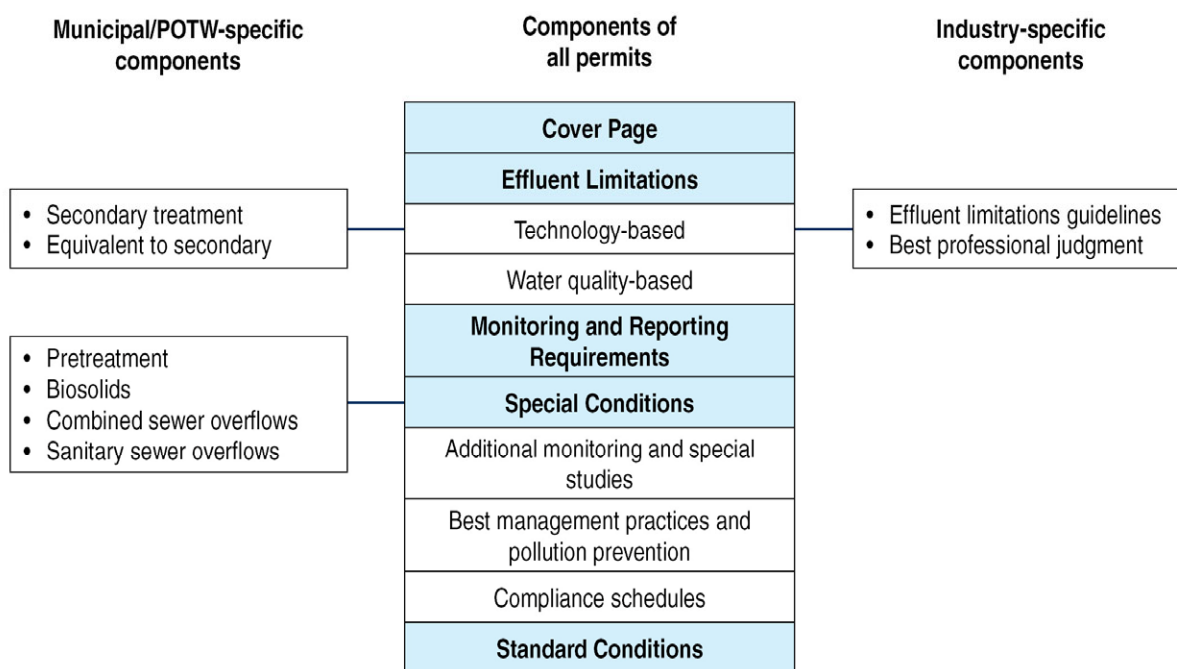 Municipal/POTW-specific
components
Components of
all permits
Industry-specific
components
Cover Page
Effluent Limitations
• Secondary treatment
• Equivalent to secondary
Technology-based
• Effluent limitations guidelines
• Best professional judgment
Water quality-based
Monitoring and Reporting
Requirements
• Pretreatment
• Biosolids
• Combined sewer overflows
• Sanitary sewer overflows
Special Conditions
Additional monitoring and special
studies
Best management practices and
pollution prevention
Compliance schedules
Standard Conditions